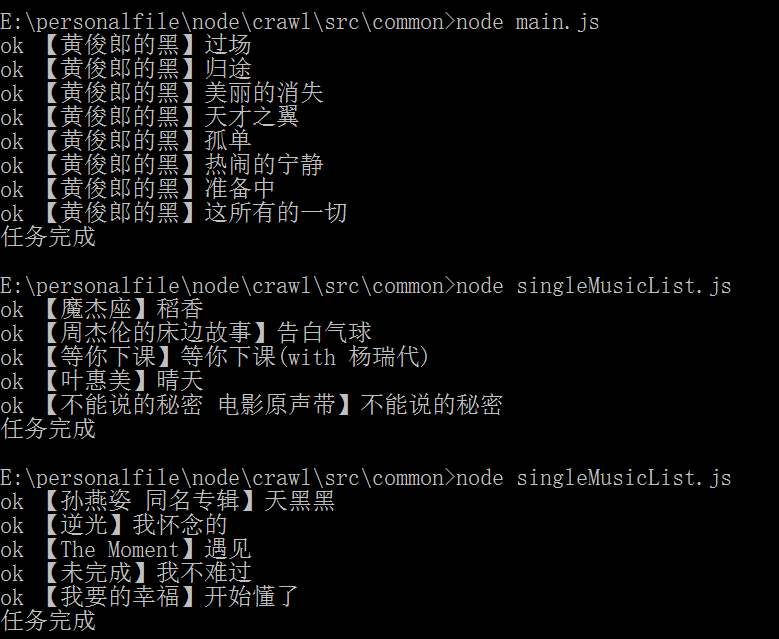 E:\personalfile\node\crawl\src\common>node main.js
ok 【黄俊郎的黑】过场
ok 【黄俊郎的黑】归途
ok 【黄俊郎的黑】美丽的消失
ok 【黄俊郎的黑】天才之翼
ok 【黄俊郎的黑】孤单
ok 【黄俊郎的黑】热闹的宁静
ok 【黄俊郎的黑】准备中
ok 【黄俊郎的黑】这所有的一切
任务完成
E:\personalfile\node\crawl\src\common>node singleMusicList.js
ok 【魔杰座】稻香
ok 【周杰伦的床边故事】告白气球
ok 【等你下课】等你下课(with 杨瑞代)
ok 【叶惠美】晴天
ok 【不能说的秘密 电影原声带】不能说的秘密
任务完成
E:\personalfile\node\crawl\src\common>node singleMusicList.js
ok 【孙燕姿 同名专辑】天黑黑
ok 【逆光】我怀念的
ok 【The Moment】遇见
ok 【未完成】我不难过
ok 【我要的幸福】开始懂了
任务完成